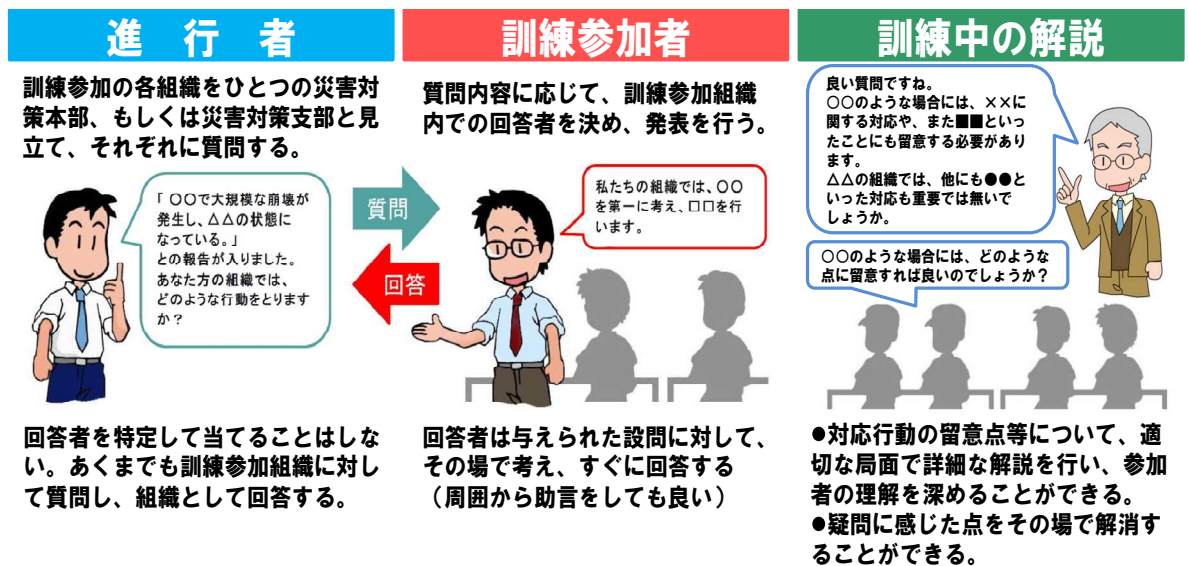 進 行 者
訓練参加の各組織をひとつの災害対
策本部、もしくは災害対策支部と見
立て、それぞれに質問する。
「 〇〇で大規模な崩壊が
発生し、△△の状態に
なっている。」
との報告が入りました。
あなた方の組織では、
どのような行動をとります
か？
回答者を特定して当てることはしな
い。あくまでも訓練参加組織に対し
て質問し、組織として回答する。
質問
回答
訓練参加者
質問内容に応じて、訓練参加組織
内での回答者を決め、発表を行う。
私たちの組織では、〇〇
を第一に考え、□□を行
います。
回答者は与えられた設問に対して、
その場で考え、すぐに回答する
（周囲から助言をしても良い）
訓練中の解説
良い質問ですね。
〇〇のような場合には、××に
関する対応や、また■■といっ
たことにも留意する必要があり
ます。
△△の組織では、他にも●●と
いった対応も重要では無いで
しょうか。
〇〇のような場合には、どのような
点に留意すれば良いのでしょうか？
●対応行動の留意点等について、適
切な局面で詳細な解説を行い、参加
者の理解を深めることができる。
●疑問に感じた点をその場で解消す
ることができる。